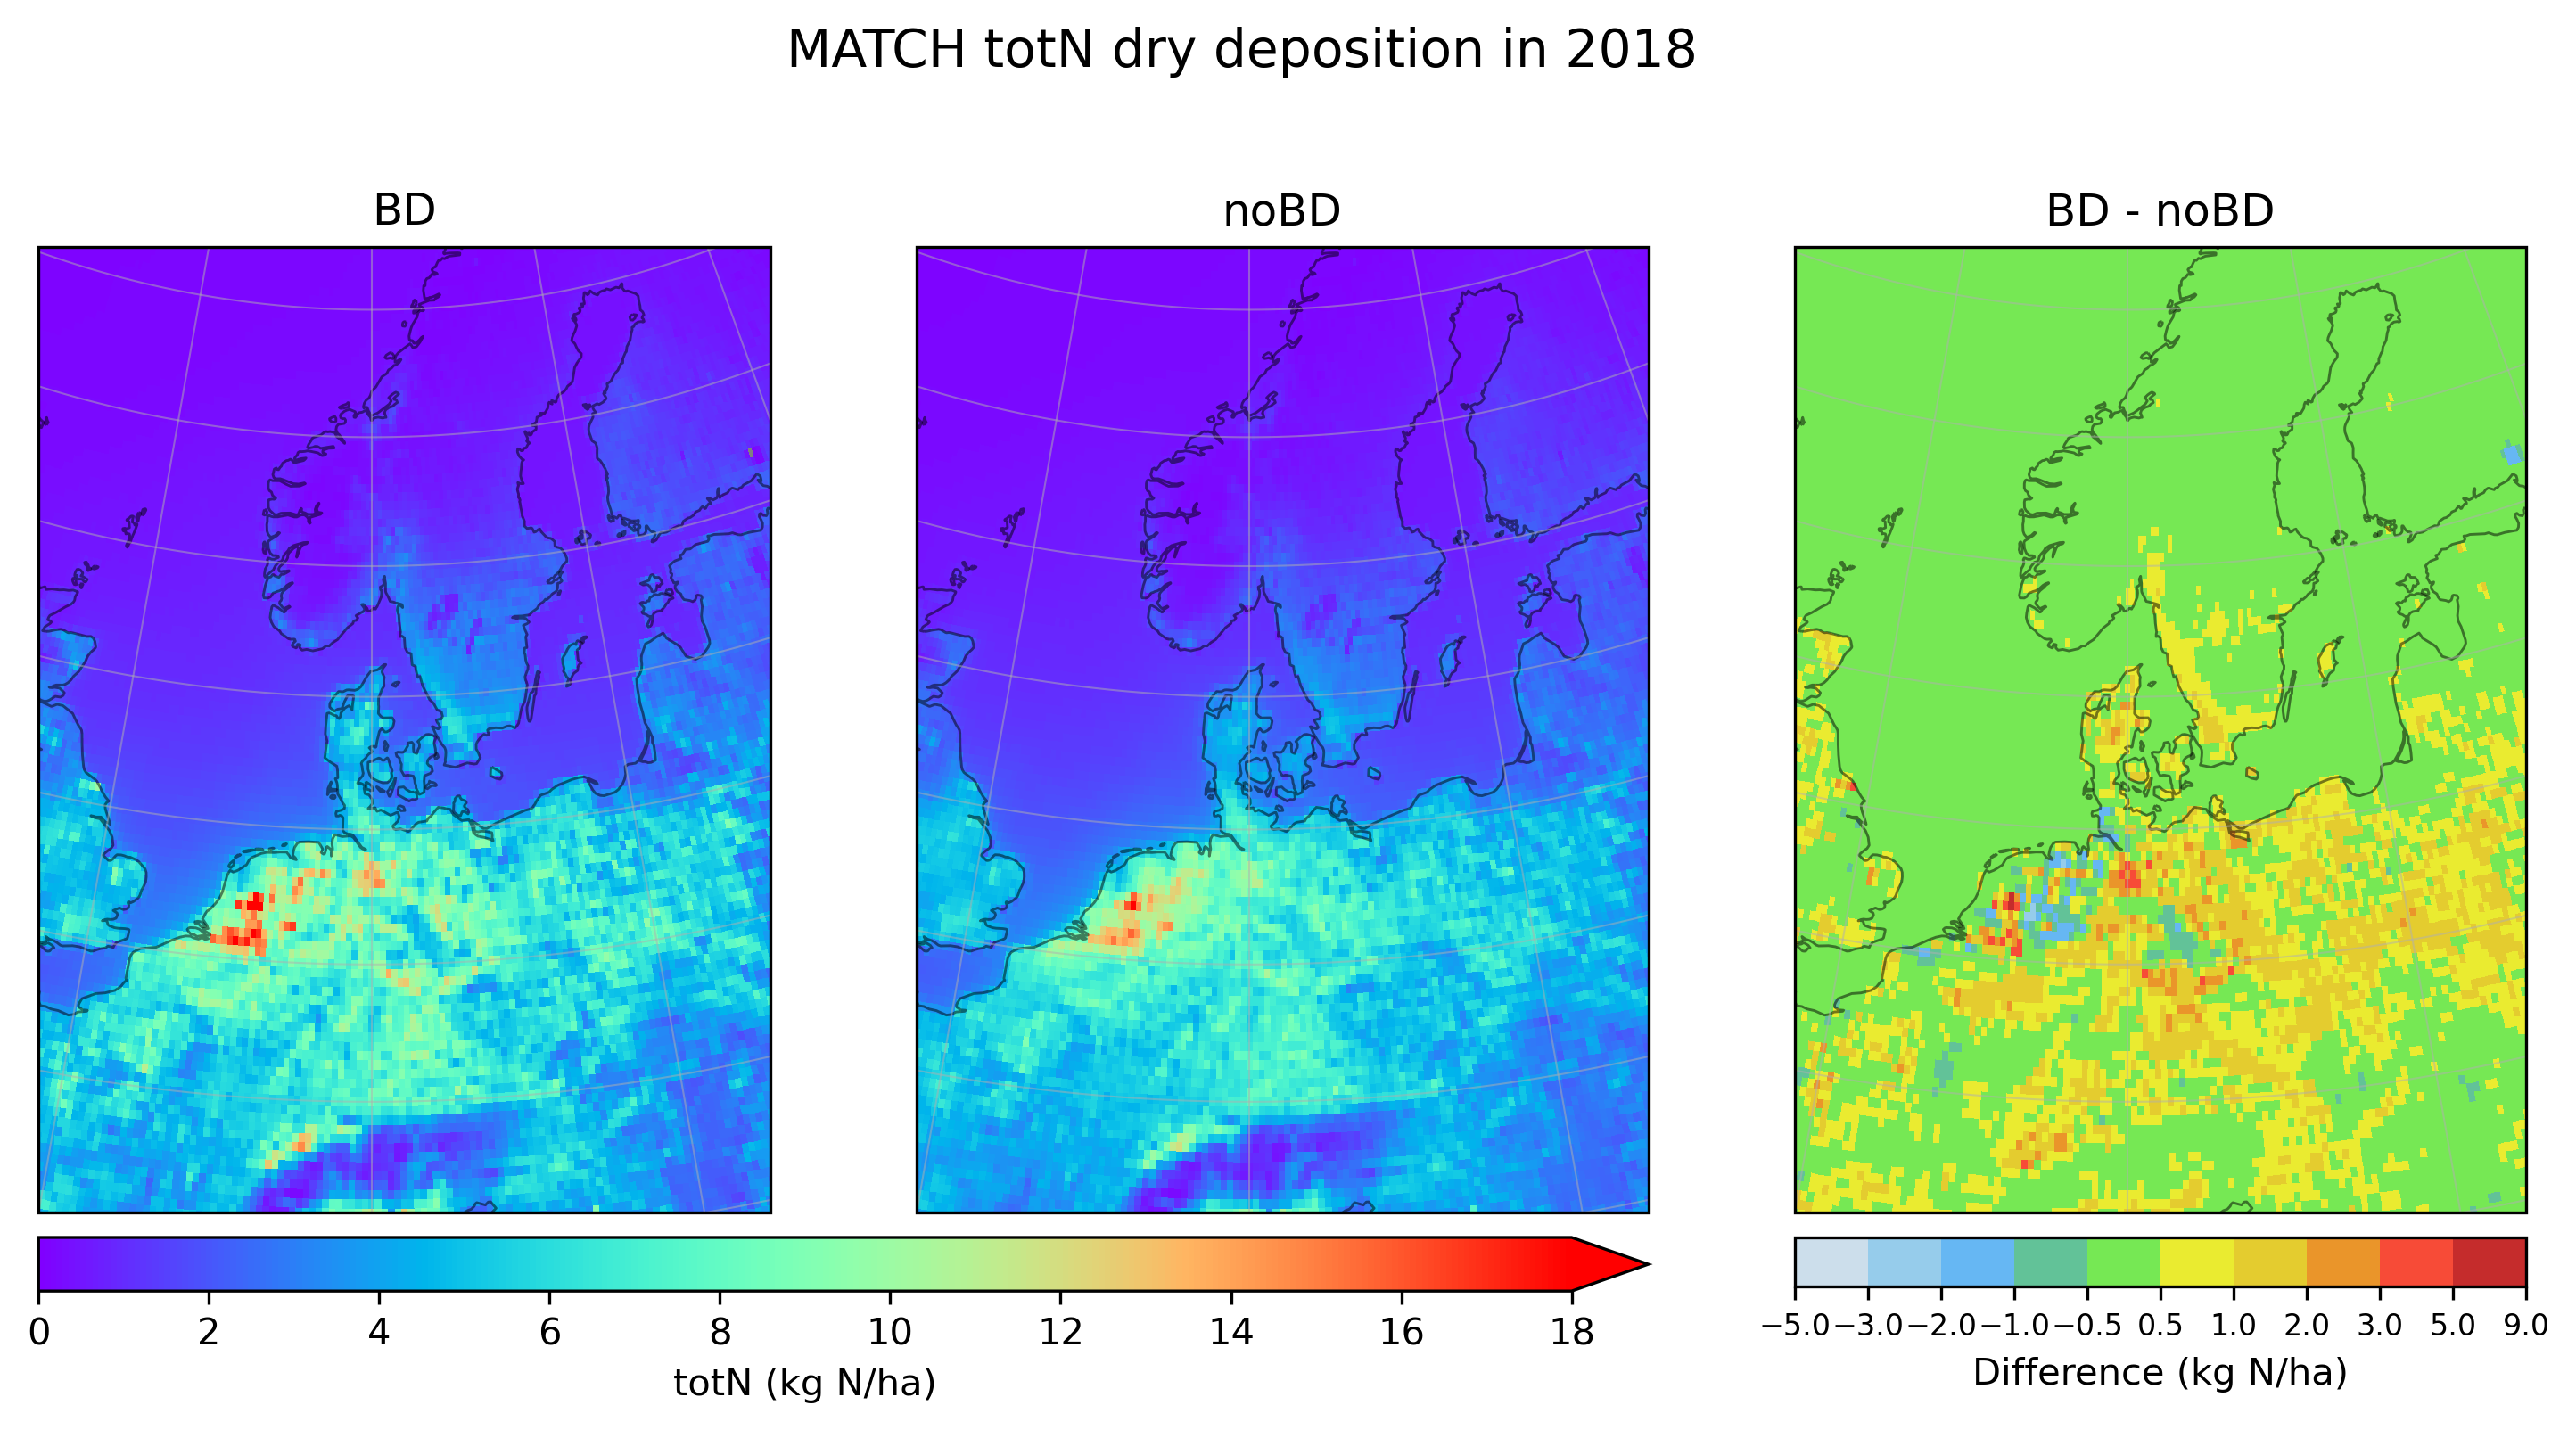 MATCH totN dry deposition in 2018
BD
noBD
BD - noBD
0 2 4 6 8 10 12 14 16 18
totN (kg N/ha)
−5.0 −3.0 −2.0 −1.0 −0.5 0.5 1.0 2.0 3.0 5.0 9.0
Difference (kg N/ha)